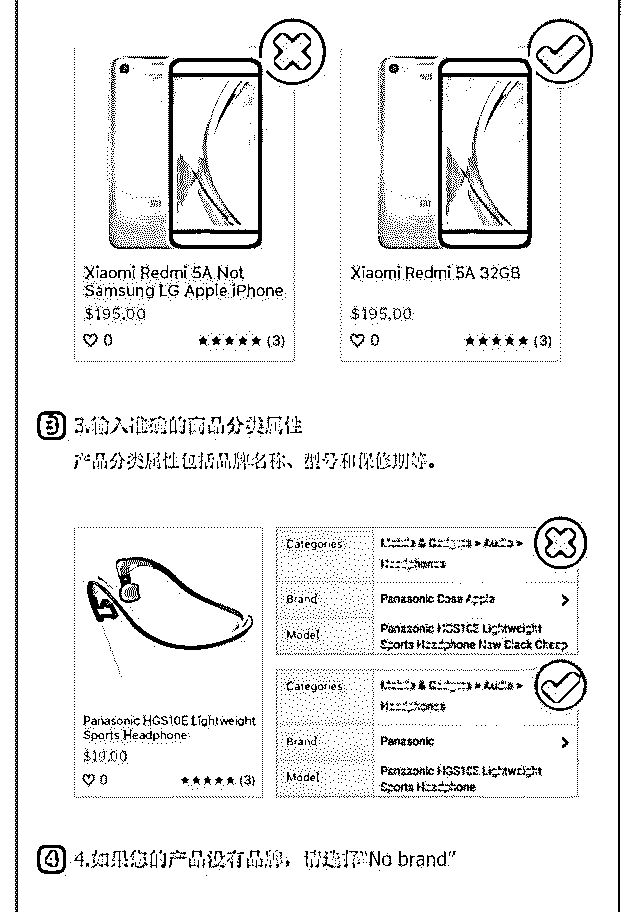 Xiaomi Redmi 5A Not
Samsung LG Apple iPhone
$195.00
0 ★★★★★ (3)
Xiaomi Redmi 5A 32GB
$195.00
0 ★★★★★ (3)
③ 3.输入准确的商品分类属性
产品分类属性包括品牌名称、型号和保修期等。
Panasonic HGS10E Lightweight
Sports Headphone
$19.00
0 ★★★★★ (3)
Categories Mobile & Gadgets > Audio >
Headphones
Brand Panasonic Bose Apple
Model Panasonic HGS10E Lightweight
Sports Headphone New Black Cheap
Categories Mobile & Gadgets > Audio >
Headphones
Brand Panasonic
Model Panasonic HGS10E Lightweight
Sports Headphone
④ 4.如果您的产品没有品牌，请选择“No brand”